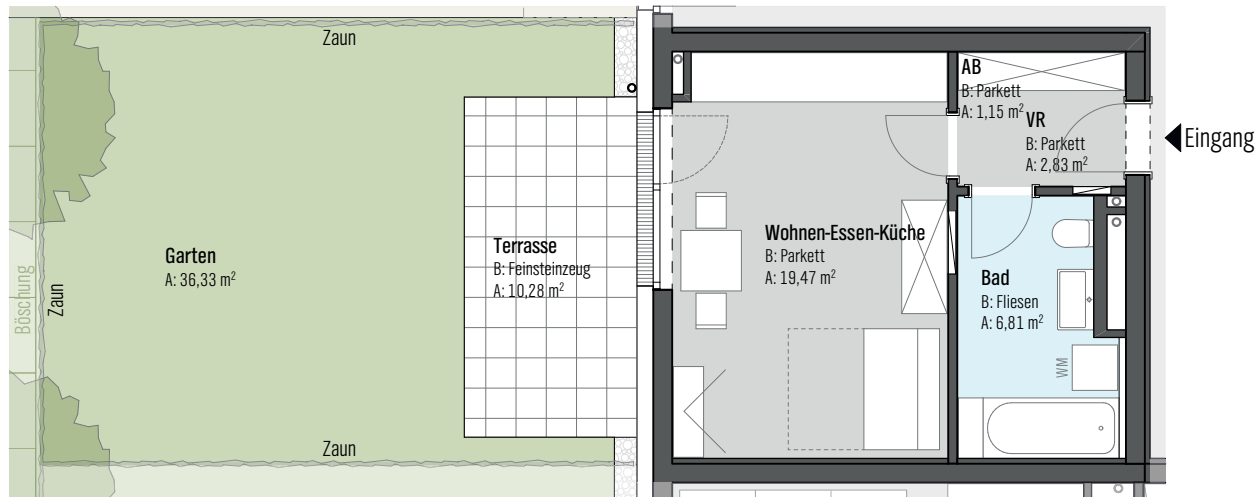 Zaun
AB
B: Parkett
A: 1,15 m²
VR
B: Parkett
A: 2,83 m²
Eingang
Garten
A: 36,33 m²
Terrasse
B: Feinsteinzeug
A: 10,28 m²
Wohnen-Essen-Küche
B: Parkett
A: 19,47 m²
Bad
B: Fliesen
A: 6,81 m²
Böschung
Zaun
WM
Zaun